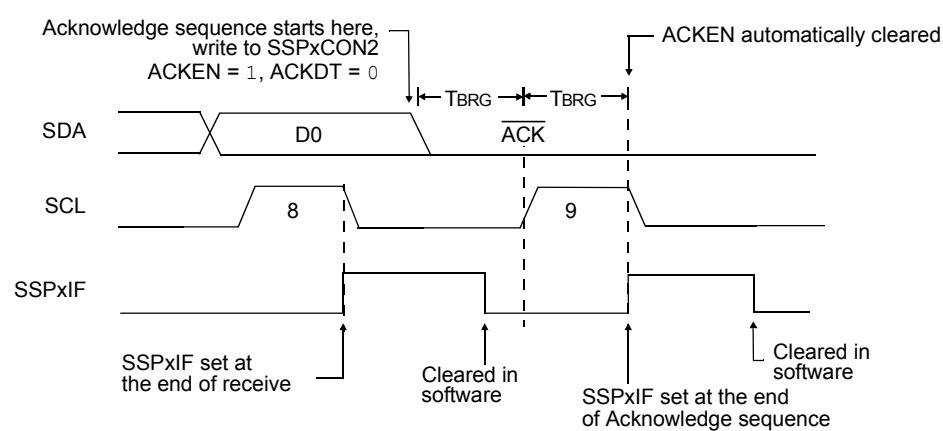 Acknowledge sequence starts here,
write to SSPxCON2
ACKEN = 1, ACKDT = 0
ACKEN automatically cleared
TBRG
TBRG
SDA
D0
ACK
SCL
8
9
SSPxIF
SSPxIF set at
the end of receive
Cleared in
software
SSPxIF set at the end
of Acknowledge sequence
Cleared in
software